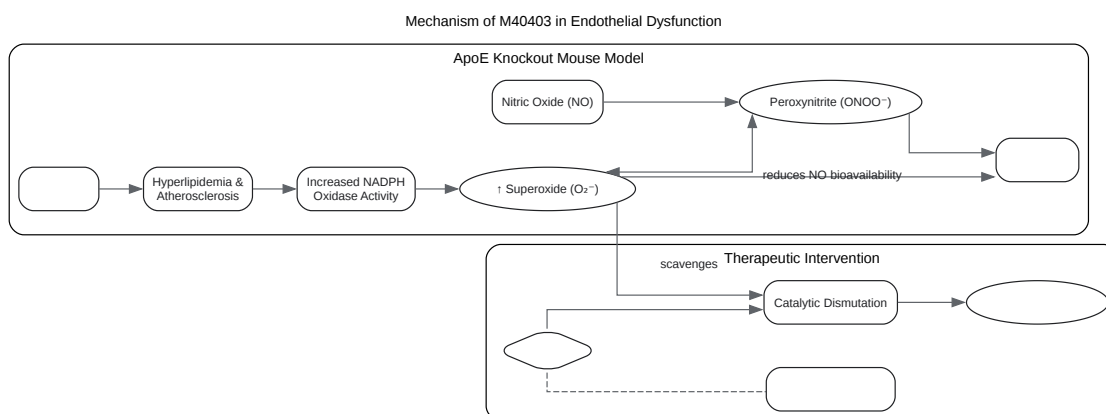 Mechanism of M40403 in Endothelial Dysfunction
ApoE Knockout Mouse Model
Nitric Oxide (NO)
Peroxynitrite (ONOO⁻)
Hyperlipidemia &
Atherosclerosis
Increased NADPH
Oxidase Activity
↑ Superoxide (O₂⁻)
reduces NO bioavailability
scavenges
Therapeutic Intervention
Catalytic Dismutation